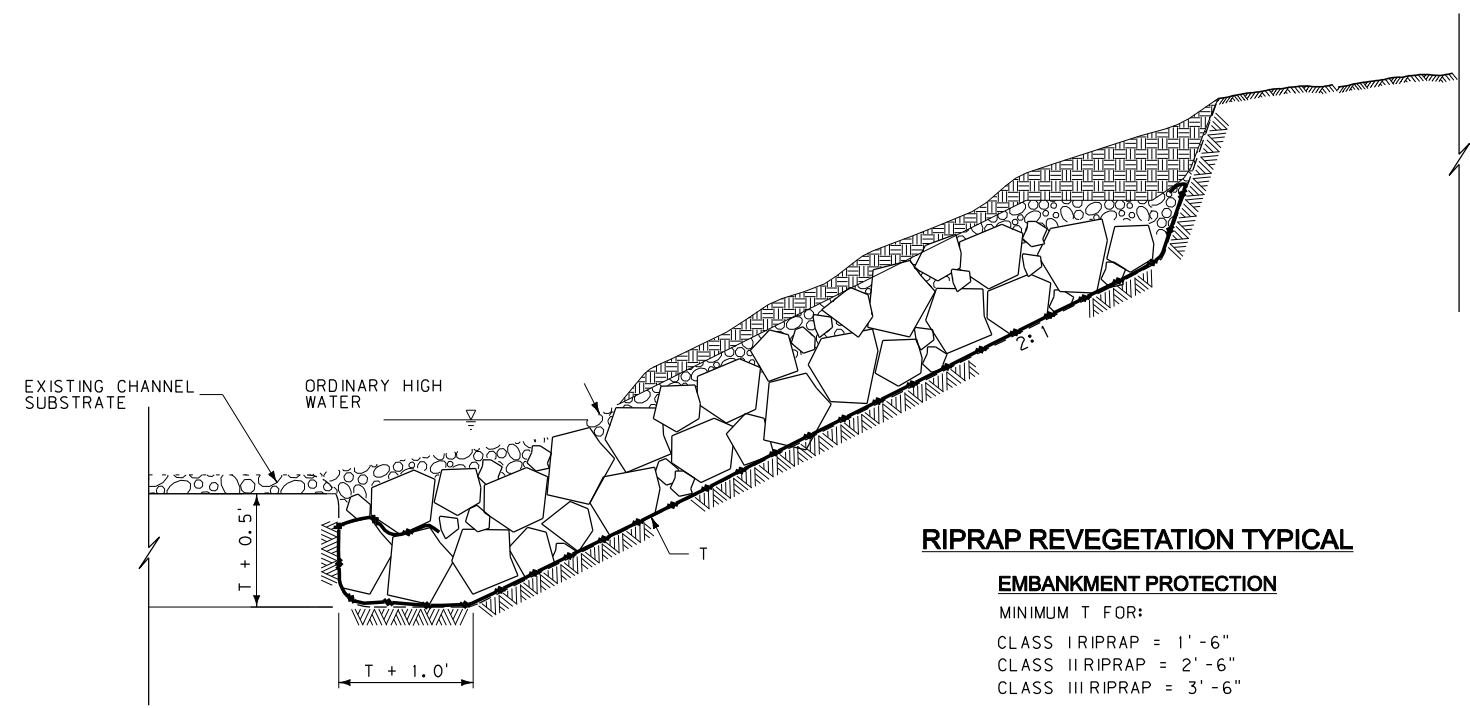 EXISTING CHANNEL
SUBSTRATE
ORDINARY HIGH
WATER
2:1
T + 0.5'
T
T + 1.0'
RIPRAP REVEGETATION TYPICAL
EMBANKMENT PROTECTION
MINIMUM T FOR:
CLASS I RIPRAP = 1'-6"
CLASS II RIPRAP = 2'-6"
CLASS III RIPRAP = 3'-6"